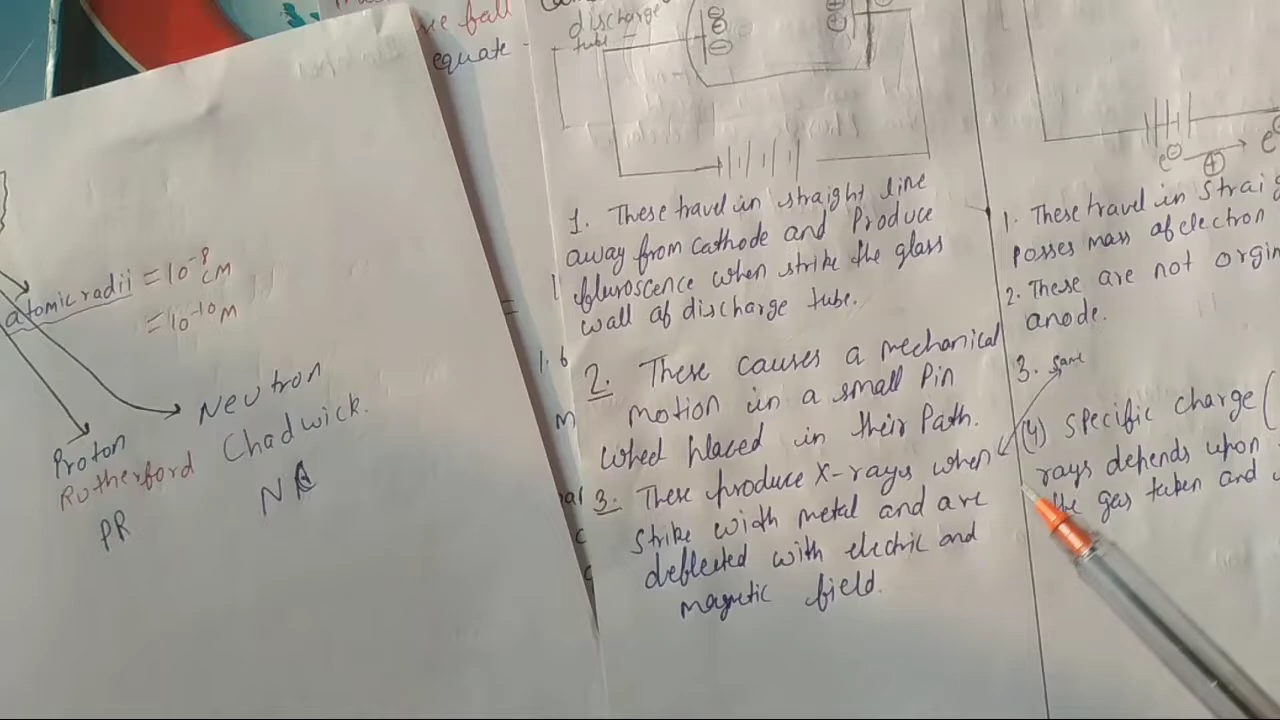 we fall
equate -
atomic radii = 10⁻⁸ cm
= 10⁻¹⁰ M
Neutron
Chadwick.
Proton
Rutherford
PR
discharge
tube
1. These travel in straight line
away from cathode and Produce
fluroscence when strike the glass
wall of discharge tube.
2. These causes a mechanical
motion in a small Pin
wheel placed in their Path.
3. These produce X-rays when
strike with metal and are
deflected with electric and
magnetic field.
e⊖ ⊕ e⊖
1. These travel in straig
posses mass of electron
2. These are not orgin
anode.
3. same
(4) specific charge (
rays depends upon
the gas taken and